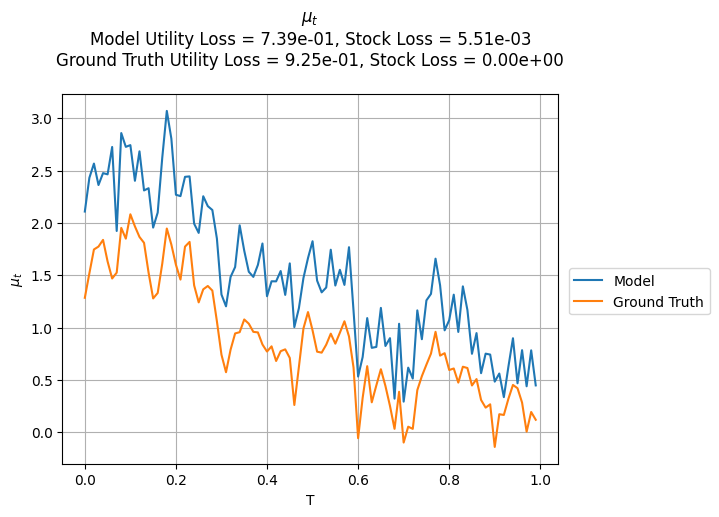 μ_t
Model Utility Loss = 7.39e-01, Stock Loss = 5.51e-03
Ground Truth Utility Loss = 9.25e-01, Stock Loss = 0.00e+00
3.0
2.5
2.0
1.5
1.0
0.5
0.0
μ_t
0.0 0.2 0.4 0.6 0.8 1.0
T
Model
Ground Truth